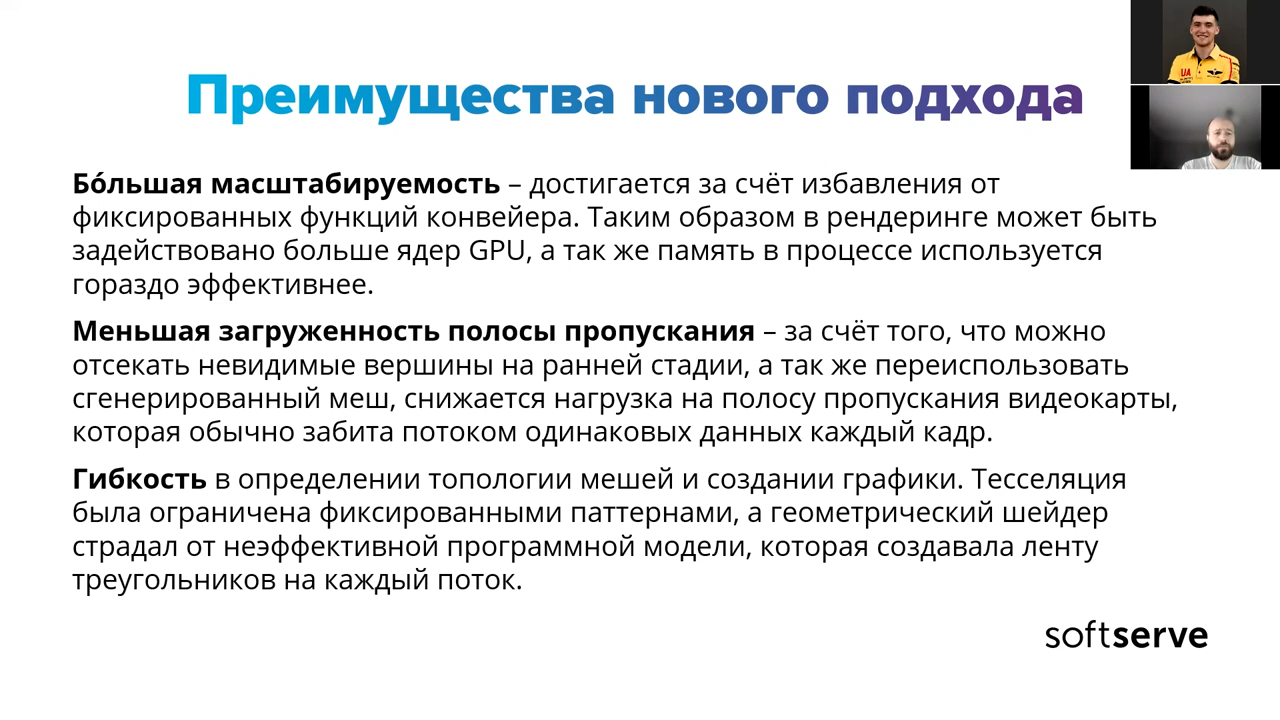 Преимущества нового подхода
UA
Бо́льшая масштабируемость – достигается за счёт избавления от
фиксированных функций конвейера. Таким образом в рендеринге может быть
задействовано больше ядер GPU, а так же память в процессе используется
гораздо эффективнее.
Меньшая загруженность полосы пропускания – за счёт того, что можно
отсекать невидимые вершины на ранней стадии, а так же переиспользовать
сгенерированный меш, снижается нагрузка на полосу пропускания видеокарты,
которая обычно забита потоком одинаковых данных каждый кадр.
Гибкость в определении топологии мешей и создании графики. Тесселяция
была ограничена фиксированными паттернами, а геометрический шейдер
страдал от неэффективной программной модели, которая создавала ленту
треугольников на каждый поток.
softserve